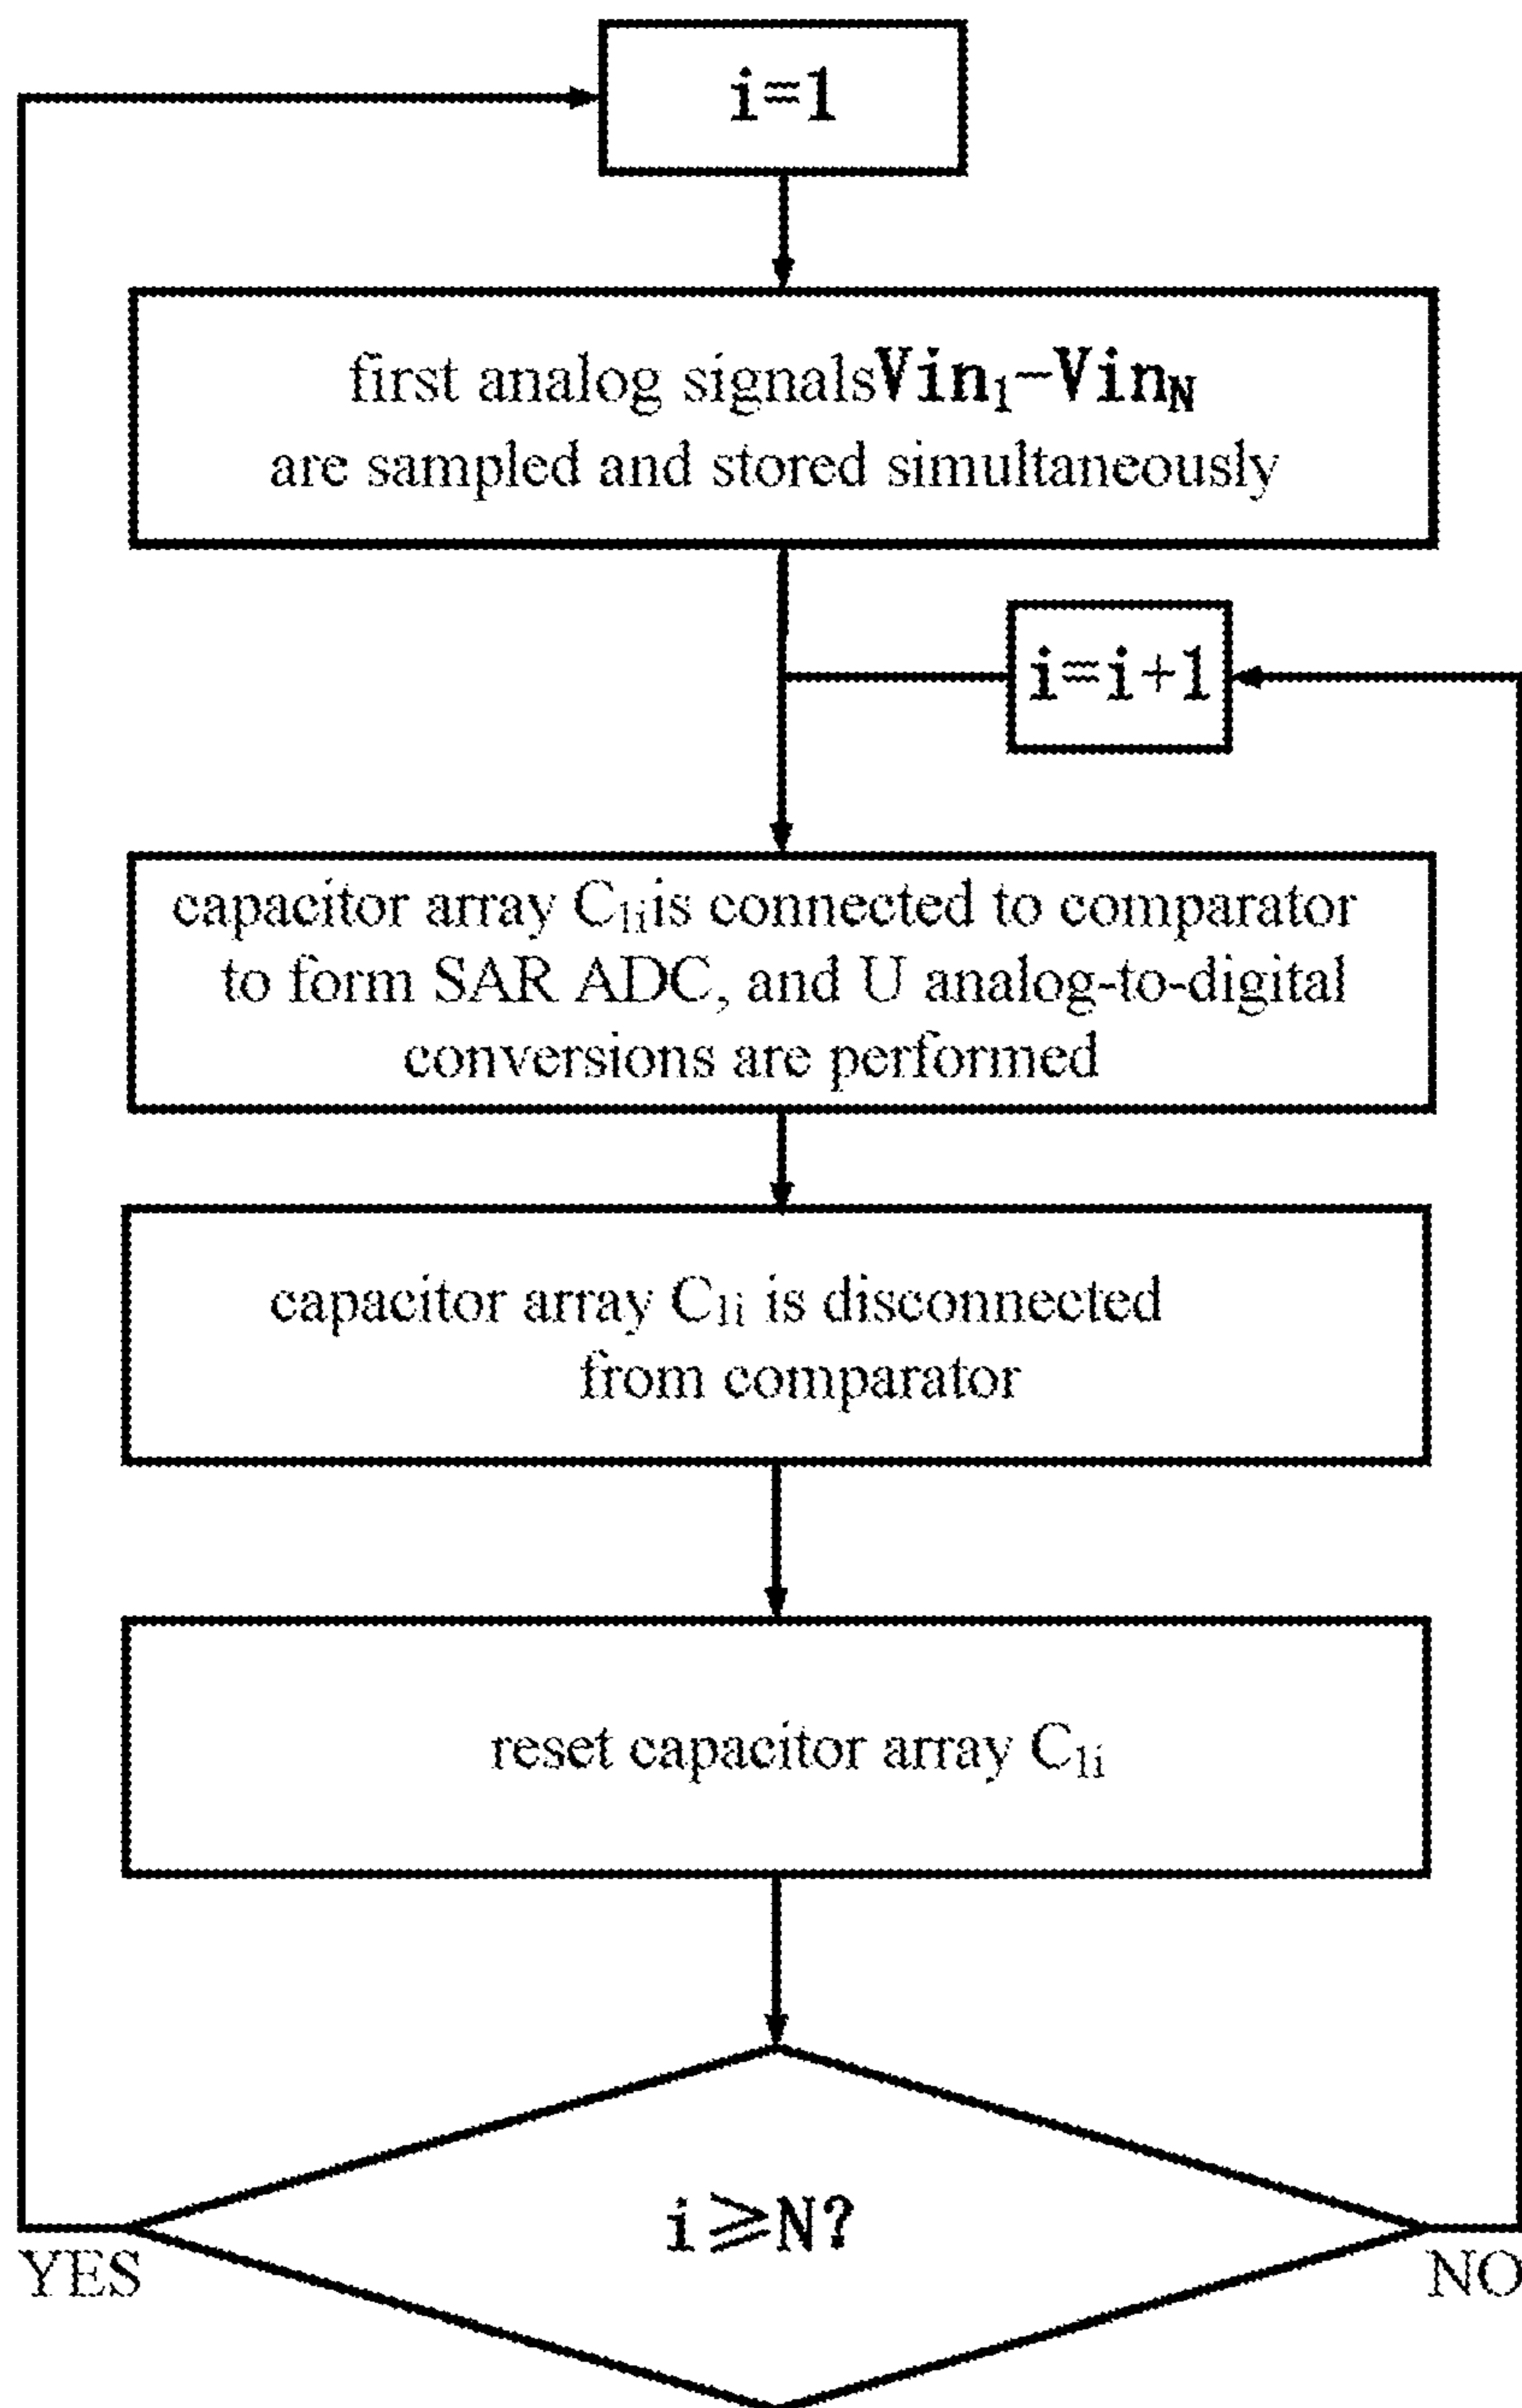 i=1
first analog signalsVin₁-Vin_N
are sampled and stored simultaneously
i=i+1
capacitor array C₁ᵢis connected to comparator
to form SAR ADC, and U analog-to-digital
conversions are performed
capacitor array C₁ᵢ is disconnected
from comparator
reset capacitor array C₁ᵢ
i≥N?
YES
NO